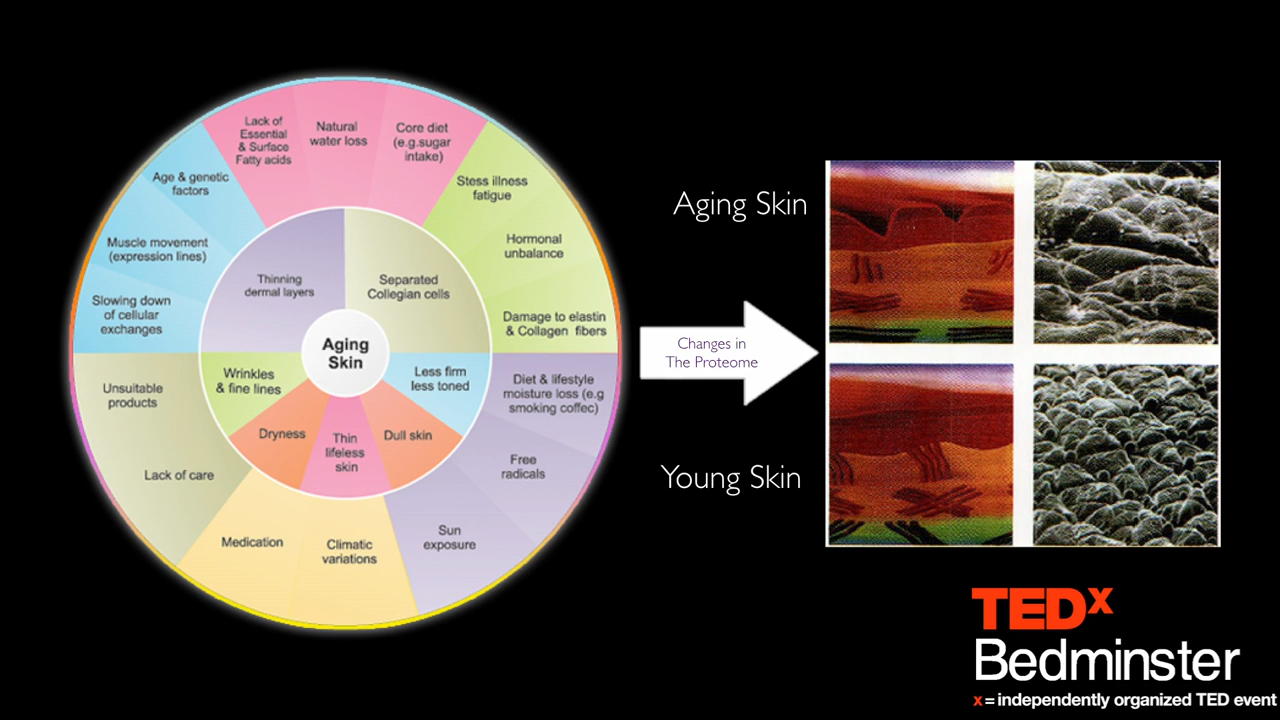 Lack of
Essential
& Surface
Fatty acids
Natural
water loss
Core diet
(e.g.sugar
intake)
Stess illness
fatigue
Hormonal
unbalance
Damage to elastin
& Collagen fibers
Diet & lifestyle
moisture loss (e.g
smoking coffec)
Free
radicals
Sun
exposure
Climatic
variations
Medication
Lack of care
Unsuitable
products
Slowing down
of cellular
exchanges
Muscle movement
(expression lines)
Age & genetic
factors
Thinning
dermal layers
Separated
Collegian cells
Less firm
less toned
Dull skin
Thin
lifeless
skin
Dryness
Wrinkles
& fine lines
Aging
Skin
Changes in
The Proteome
Aging Skin
Young Skin
TEDx
Bedminster
x = independently organized TED event